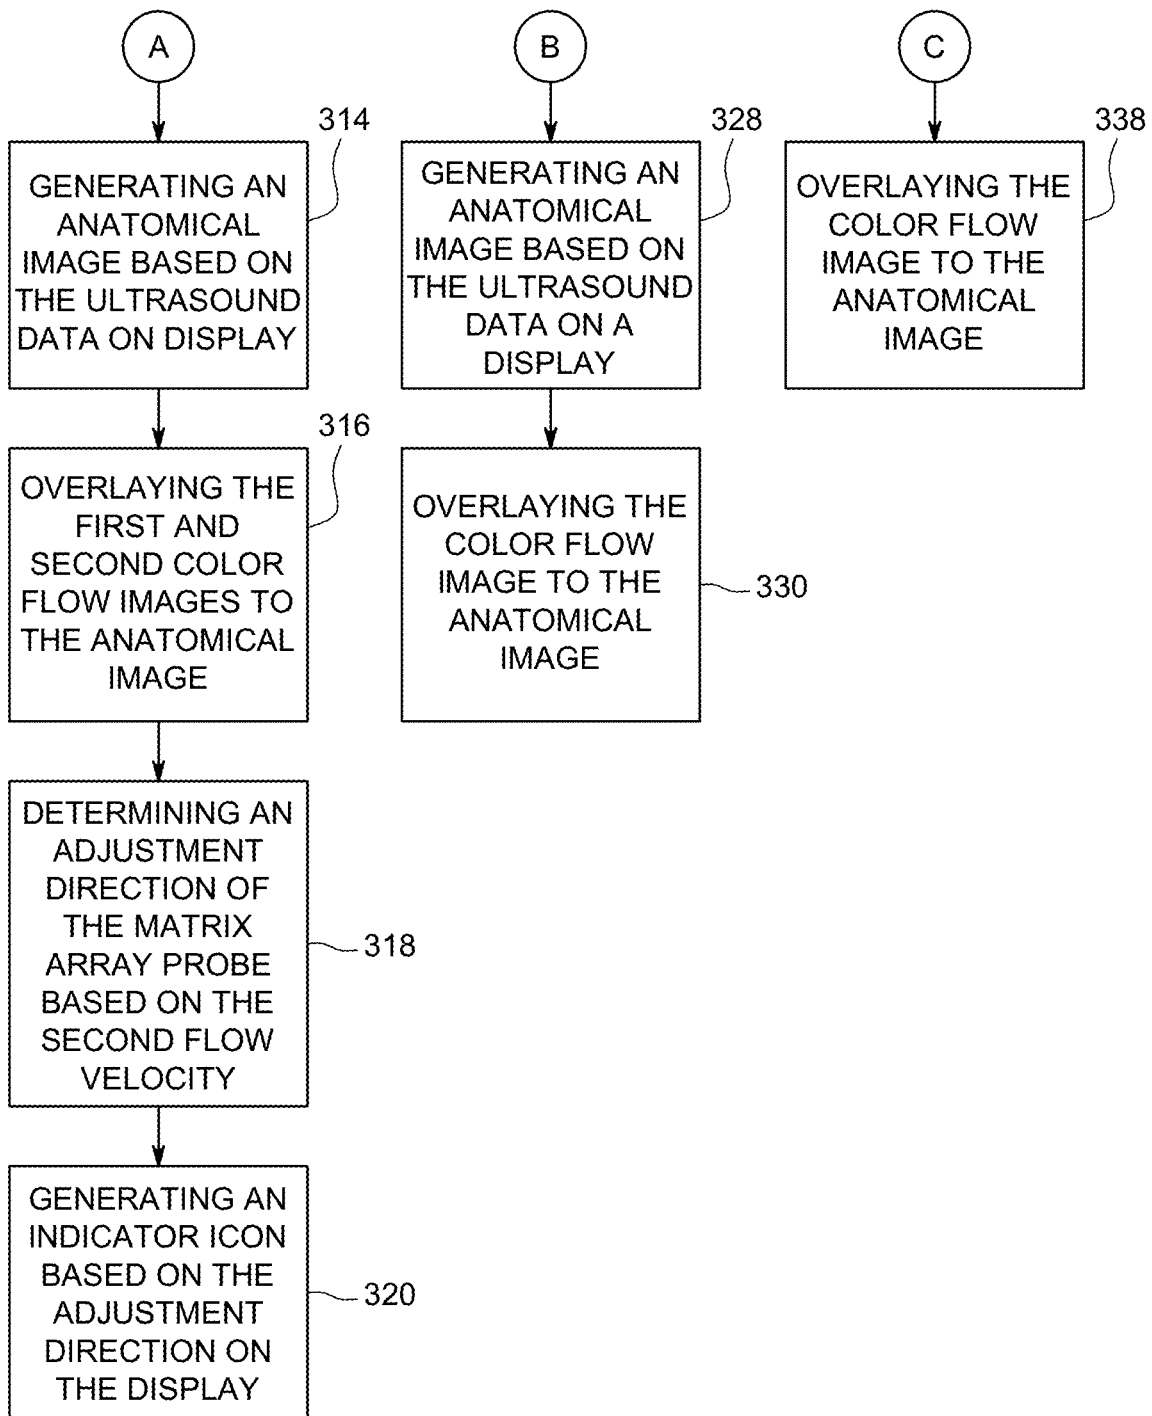 A
314
GENERATING AN
ANATOMICAL
IMAGE BASED ON
THE ULTRASOUND
DATA ON DISPLAY
316
OVERLAYING THE
FIRST AND
SECOND COLOR
FLOW IMAGES TO
THE ANATOMICAL
IMAGE
DETERMINING AN
ADJUSTMENT
DIRECTION OF
THE MATRIX
ARRAY PROBE
BASED ON THE
SECOND FLOW
VELOCITY
318
GENERATING AN
INDICATOR ICON
BASED ON THE
ADJUSTMENT
DIRECTION ON
THE DISPLAY
320
B
328
GENERATING AN
ANATOMICAL
IMAGE BASED ON
THE ULTRASOUND
DATA ON A
DISPLAY
OVERLAYING THE
COLOR FLOW
IMAGE TO THE
ANATOMICAL
IMAGE
330
C
338
OVERLAYING THE
COLOR FLOW
IMAGE TO THE
ANATOMICAL
IMAGE